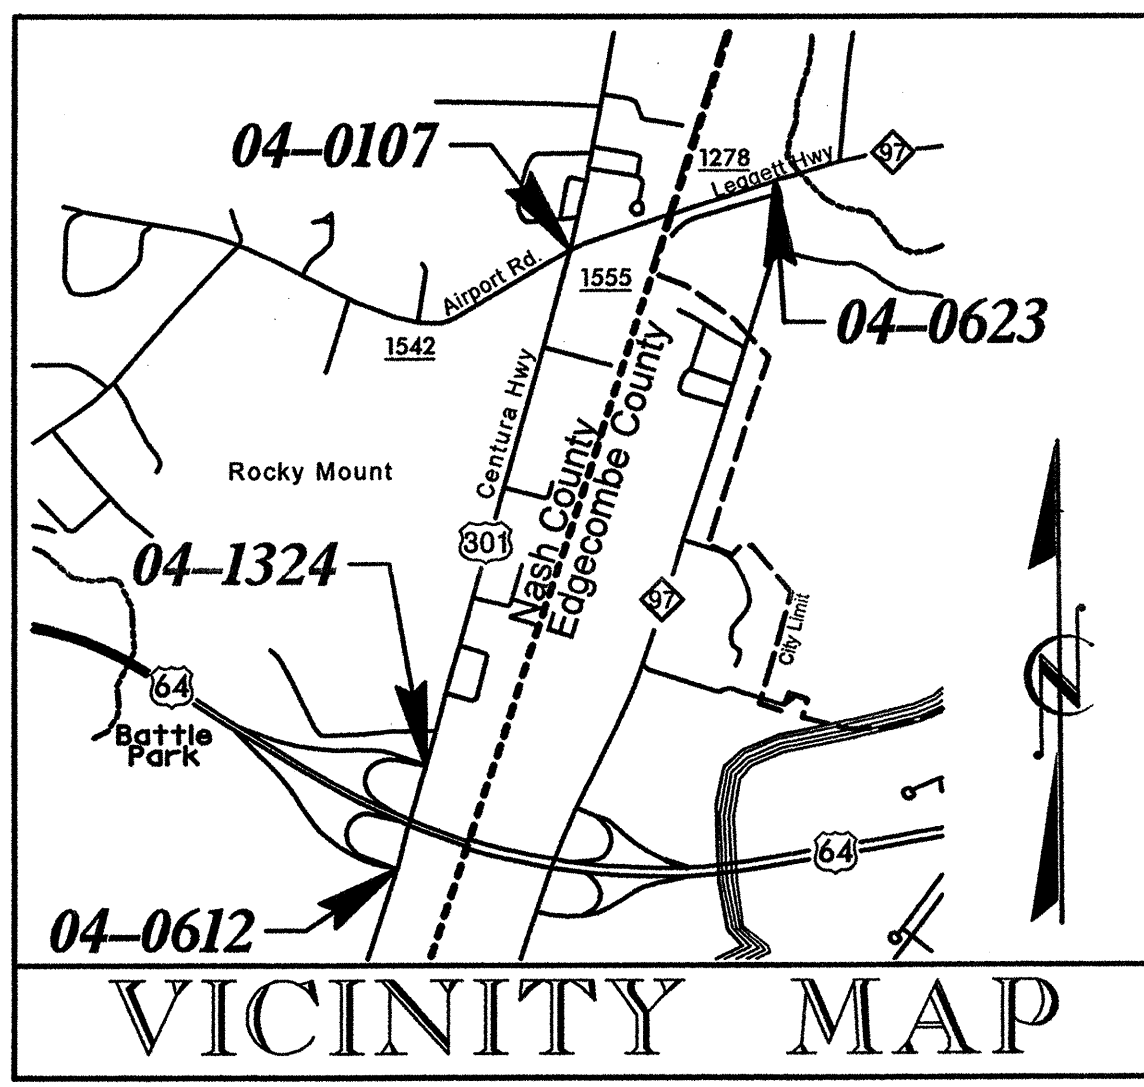 04–0107
1278
Leggett Hwy
97
Airport Rd.
1555
1542
04–0623
Centura Hwy
Nash County
Edgecombe County
Rocky Mount
301
04–1324
97
City Limit
64
Battle
Park
64
04–0612
N
VICINITY MAP